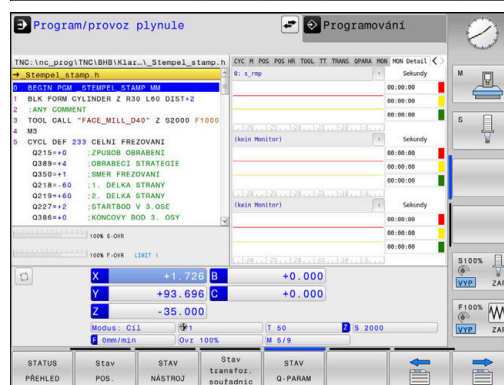 Program/provoz plynule
Programování
TNC:\nc_prog\BHB\Klar…\_Stempel_stamp.h
→_Stempel_stamp.h
0 BEGIN PGM _STEMPEL_STAMP MM
1 BLK FORM CYLINDER Z R30 L60 DIST+2
2 ;ANY COMMENT
3 TOOL CALL "FACE_MILL_D40" Z S2000 F1000
4 M3
5 CYCL DEF 233 CELNI FREZOVANI
Q215=+0 ;ZPUSOB OBRABENI
Q389=+4 ;OBRABECI STRATEGIE
Q350=+1 ;SMER FREZOVANI
Q218=-60 ;1. DELKA STRANY
Q219=+60 ;2. DELKA STRANY
Q227=+2 ;STARTBOD V 3.OSE
Q386=+0 ;KONCOVY BOD 3. OSY
100% S-OVR
100% F-OVR LIMIT 1
CYC M POS POS HR TOOL TT TRANS OPARA MON MON Detail
0: s_rmp Sekundy
00:00:00
00:00:00
00:00:00
(kein Monitor) Sekundy
00:00:00
00:00:00
00:00:00
(kein Monitor) Sekundy
00:00:00
00:00:00
00:00:00
X +1.726 B +0.000
Y +93.696 C +0.000
Z -35.000
Modus: Cíl 1 T 50 Z S 2000
F 0mm/min Ovr 100% M 5/9
M
S
S100%
VYP ZAP
F100%
VYP ZAP
STATUS PŘEHLED
Stav POS.
STAV NÁSTROJ
Stav transfor. souřadnic
STAV Q-PARAM